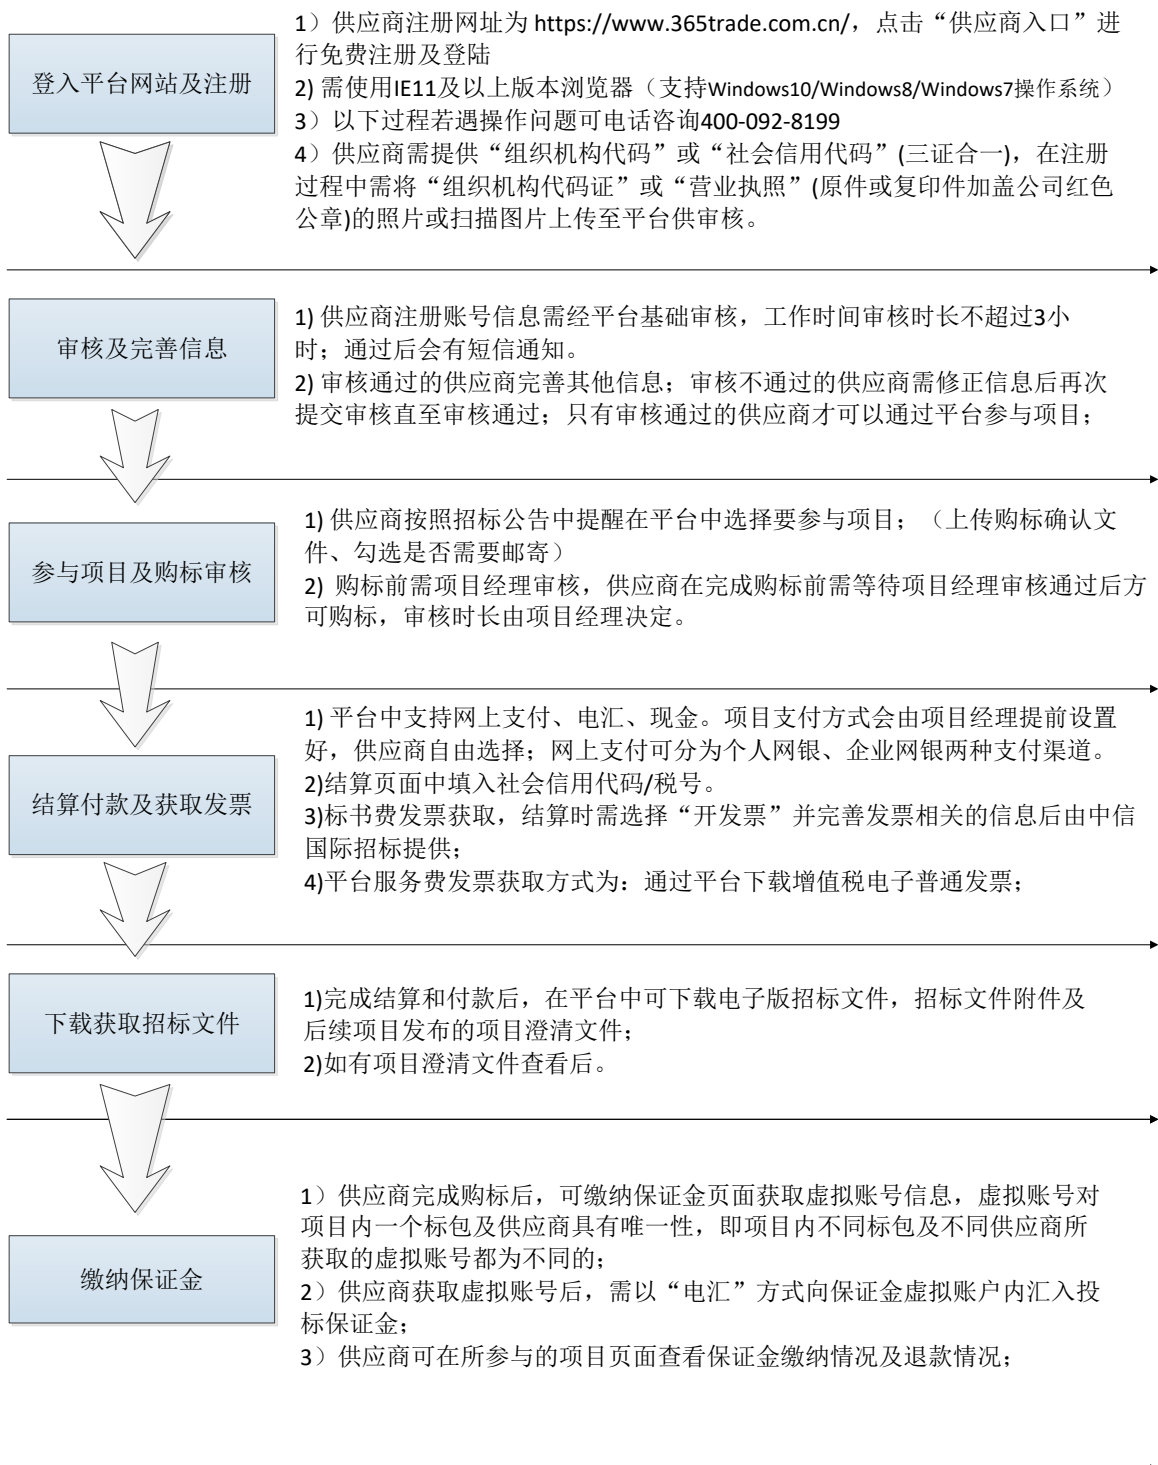 登入平台网站及注册
1）供应商注册网址为 https://www.365trade.com.cn/，点击“供应商入口”进
行免费注册及登陆
2) 需使用IE11及以上版本浏览器（支持Windows10/Windows8/Windows7操作系统）
3）以下过程若遇操作问题可电话咨询400-092-8199
4）供应商需提供“组织机构代码”或“社会信用代码”(三证合一)，在注册
过程中需将“组织机构代码证”或“营业执照”(原件或复印件加盖公司红色
公章)的照片或扫描图片上传至平台供审核。
审核及完善信息
1) 供应商注册账号信息需经平台基础审核，工作时间审核时长不超过3小
时；通过后会有短信通知。
2) 审核通过的供应商完善其他信息；审核不通过的供应商需修正信息后再次
提交审核直至审核通过；只有审核通过的供应商才可以通过平台参与项目；
参与项目及购标审核
1) 供应商按照招标公告中提醒在平台中选择要参与项目；（上传购标确认文
件、勾选是否需要邮寄）
2) 购标前需项目经理审核，供应商在完成购标前需等待项目经理审核通过后方
可购标，审核时长由项目经理决定。
结算付款及获取发票
1) 平台中支持网上支付、电汇、现金。项目支付方式会由项目经理提前设置
好，供应商自由选择；网上支付可分为个人网银、企业网银两种支付渠道。
2)结算页面中填入社会信用代码/税号。
3)标书费发票获取，结算时需选择“开发票”并完善发票相关的信息后由中信
国际招标提供；
4)平台服务费发票获取方式为：通过平台下载增值税电子普通发票；
下载获取招标文件
1)完成结算和付款后，在平台中可下载电子版招标文件，招标文件附件及
后续项目发布的项目澄清文件；
2)如有项目澄清文件查看后。
缴纳保证金
1）供应商完成购标后，可缴纳保证金页面获取虚拟账号信息，虚拟账号对
项目内一个标包及供应商具有唯一性，即项目内不同标包及不同供应商所
获取的虚拟账号都为不同的；
2）供应商获取虚拟账号后，需以“电汇”方式向保证金虚拟账户内汇入投
标保证金；
3）供应商可在所参与的项目页面查看保证金缴纳情况及退款情况；